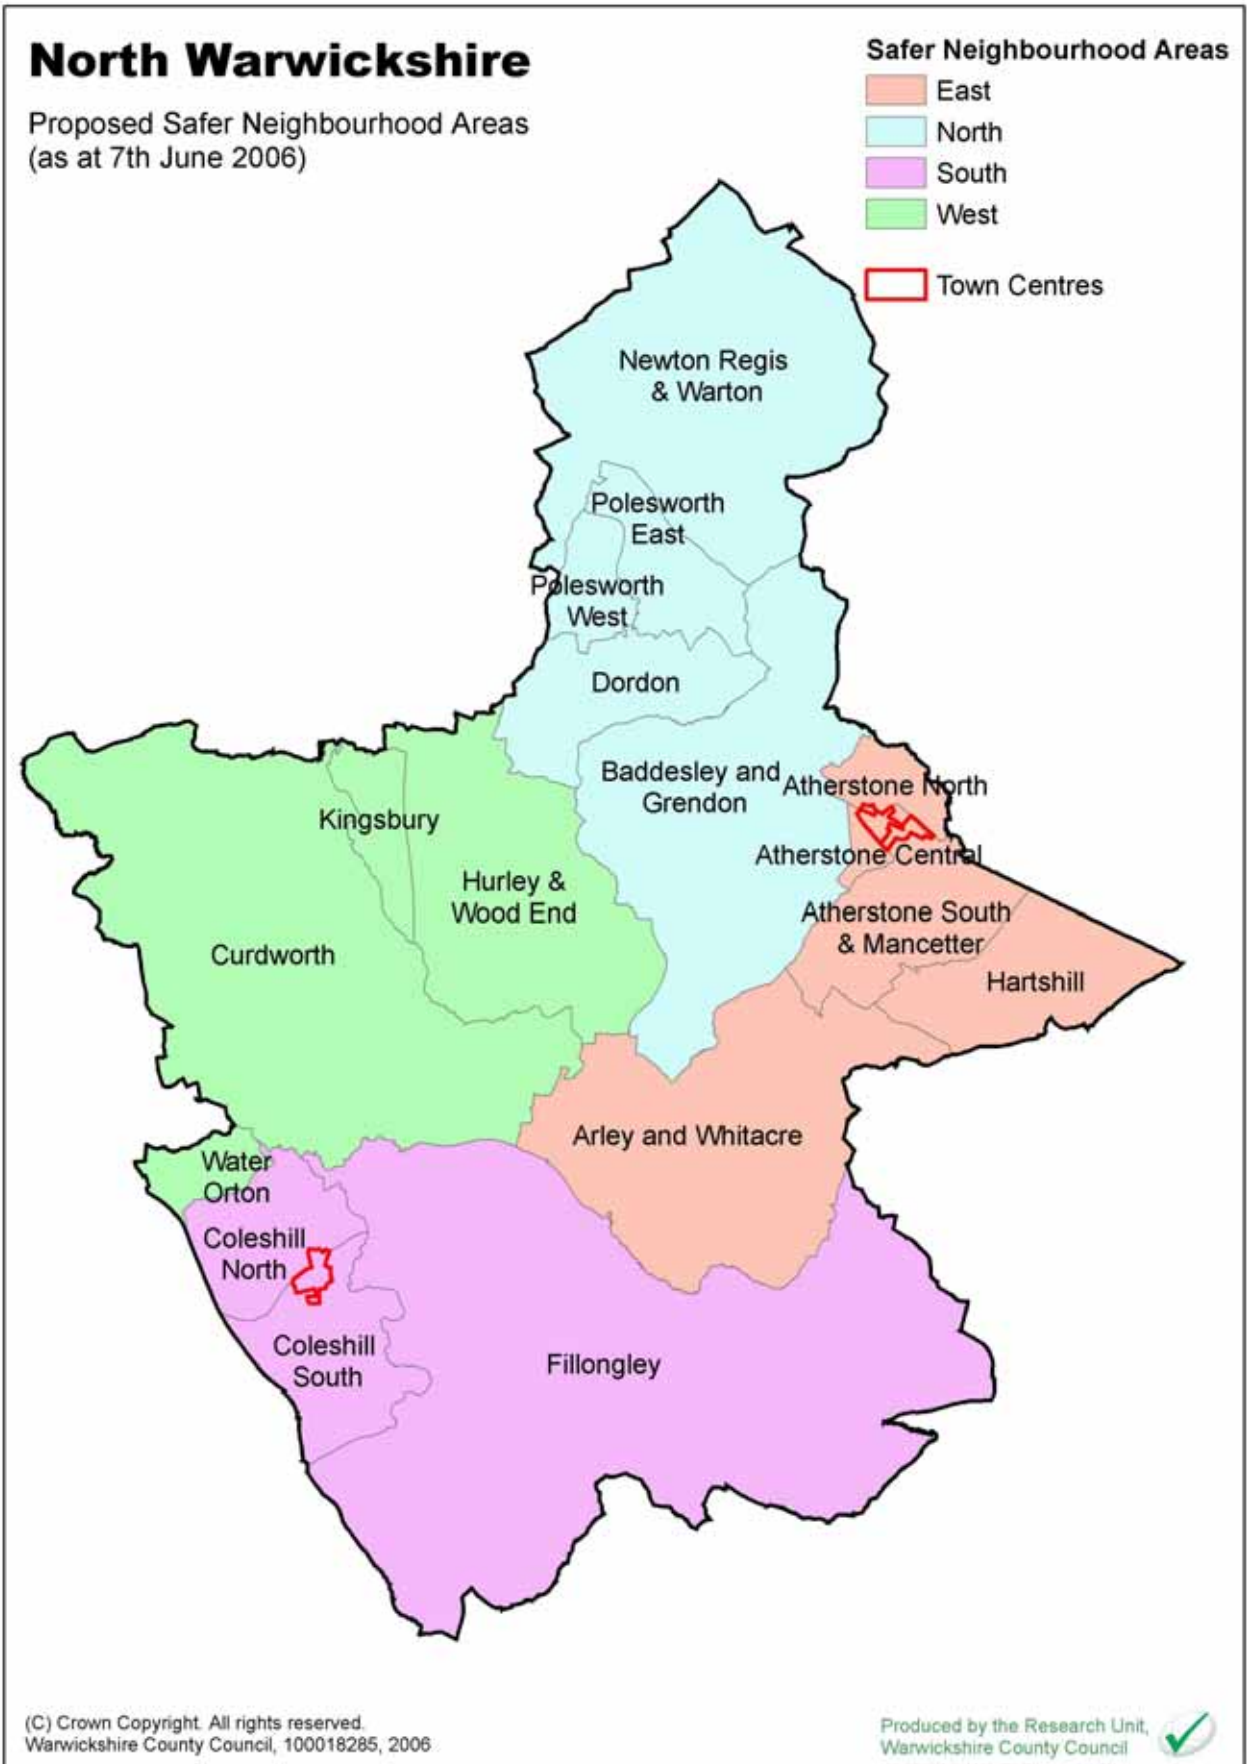 North Warwickshire
Proposed Safer Neighbourhood Areas
(as at 7th June 2006)
Safer Neighbourhood Areas
East
North
South
West
Town Centres
Newton Regis
& Warton
Polesworth
East
Polesworth
West
Dordon
Baddesley and
Grendon
Atherstone North
Kingsbury
Atherstone Central
Hurley &
Wood End
Atherstone South
& Mancetter
Curdworth
Hartshill
Arley and Whitacre
Water
Orton
Coleshill
North
Coleshill
South
Fillongley
(C) Crown Copyright. All rights reserved.
Warwickshire County Council, 100018285, 2006
Produced by the Research Unit,
Warwickshire County Council